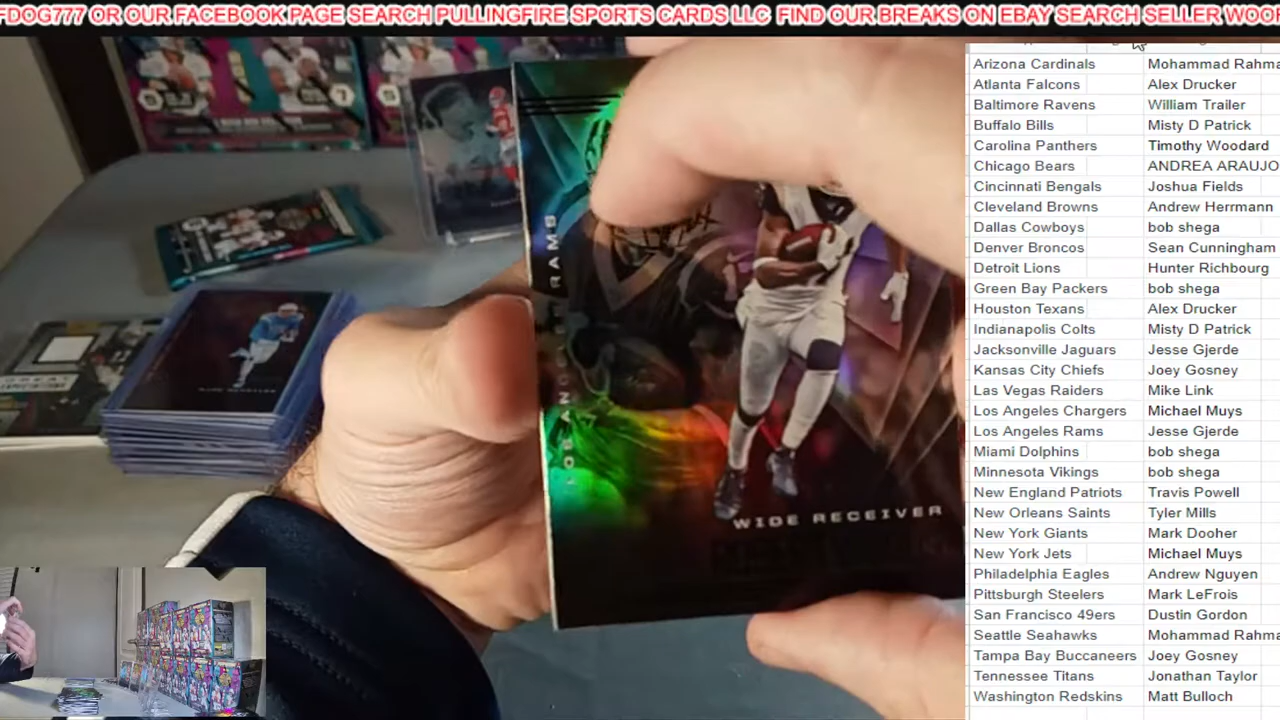 FDOG777 OR OUR FACEBOOK PAGE SEARCH PULLINGFIRE SPORTS CARDS LLC FIND OUR BREAKS ON EBAY SEARCH SELLER WOOF
Arizona Cardinals Mohammad Rahma
Atlanta Falcons Alex Drucker
Baltimore Ravens William Trailer
Buffalo Bills Misty D Patrick
Carolina Panthers Timothy Woodard
Chicago Bears ANDREA ARAUJO
Cincinnati Bengals Joshua Fields
Cleveland Browns Andrew Herrmann
Dallas Cowboys bob shega
Denver Broncos Sean Cunningham
Detroit Lions Hunter Richbourg
Green Bay Packers bob shega
Houston Texans Alex Drucker
Indianapolis Colts Misty D Patrick
Jacksonville Jaguars Jesse Gjerde
Kansas City Chiefs Joey Gosney
Las Vegas Raiders Mike Link
Los Angeles Chargers Michael Muys
Los Angeles Rams Jesse Gjerde
Miami Dolphins bob shega
Minnesota Vikings bob shega
New England Patriots Travis Powell
New Orleans Saints Tyler Mills
New York Giants Mark Dooher
New York Jets Michael Muys
Philadelphia Eagles Andrew Nguyen
Pittsburgh Steelers Mark LeFrois
San Francisco 49ers Dustin Gordon
Seattle Seahawks Mohammad Rahma
Tampa Bay Buccaneers Joey Gosney
Tennessee Titans Jonathan Taylor
Washington Redskins Matt Bulloch
RAMS
WIDE RECEIVER
WIDE RECEIVER